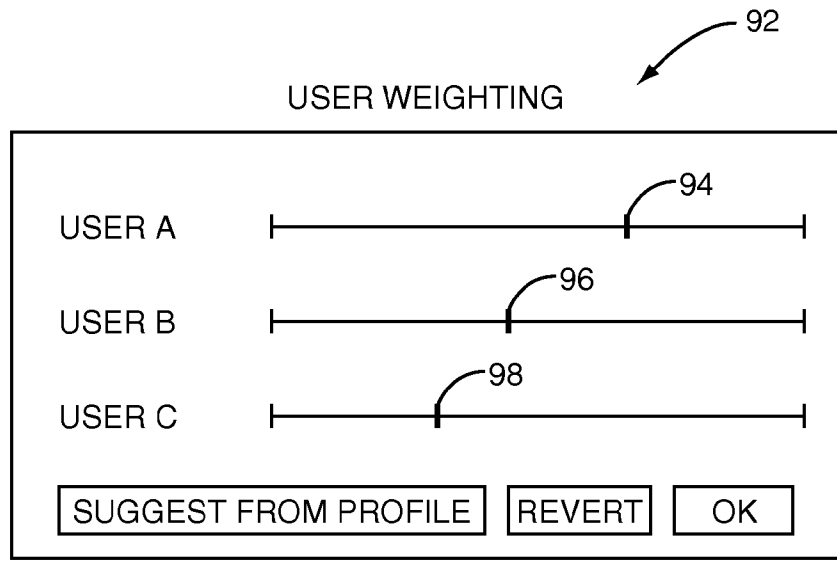 92
USER WEIGHTING
94
USER A
96
USER B
98
USER C
SUGGEST FROM PROFILE REVERT OK